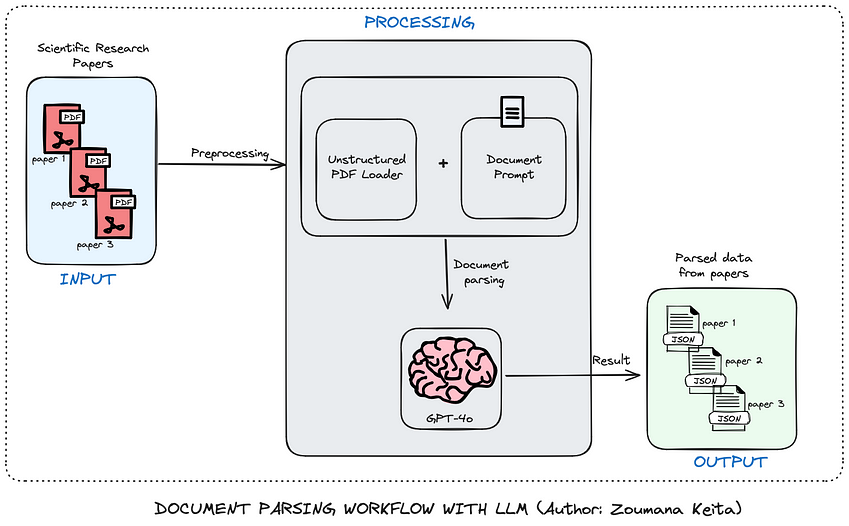 PROCESSING
Scientific Research
Papers
PDF
paper 1
PDF
paper 2
PDF
paper 3
INPUT
Preprocessing
Unstructured
PDF Loader
+
Document
Prompt
Document
parsing
GPT-4o
Result
Parsed data
from papers
paper 1
JSON
paper 2
JSON
paper 3
JSON
OUTPUT
DOCUMENT PARSING WORKFLOW WITH LLM (Author: Zoumana Keita)